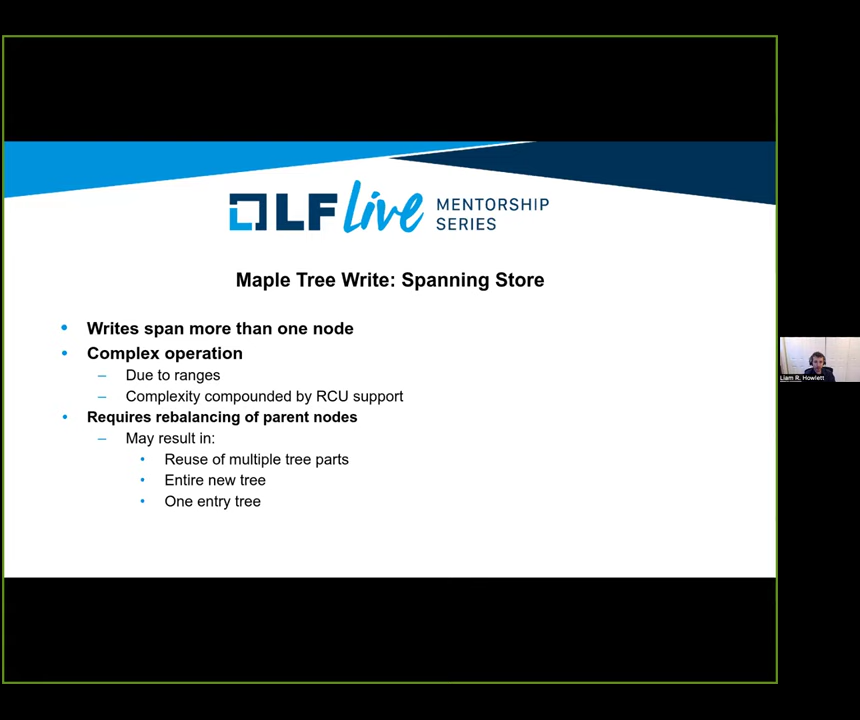 LF live MENTORSHIP
SERIES
Maple Tree Write: Spanning Store
• Writes span more than one node
• Complex operation
– Due to ranges
– Complexity compounded by RCU support
• Requires rebalancing of parent nodes
– May result in:
• Reuse of multiple tree parts
• Entire new tree
• One entry tree
Liam R. Howlett